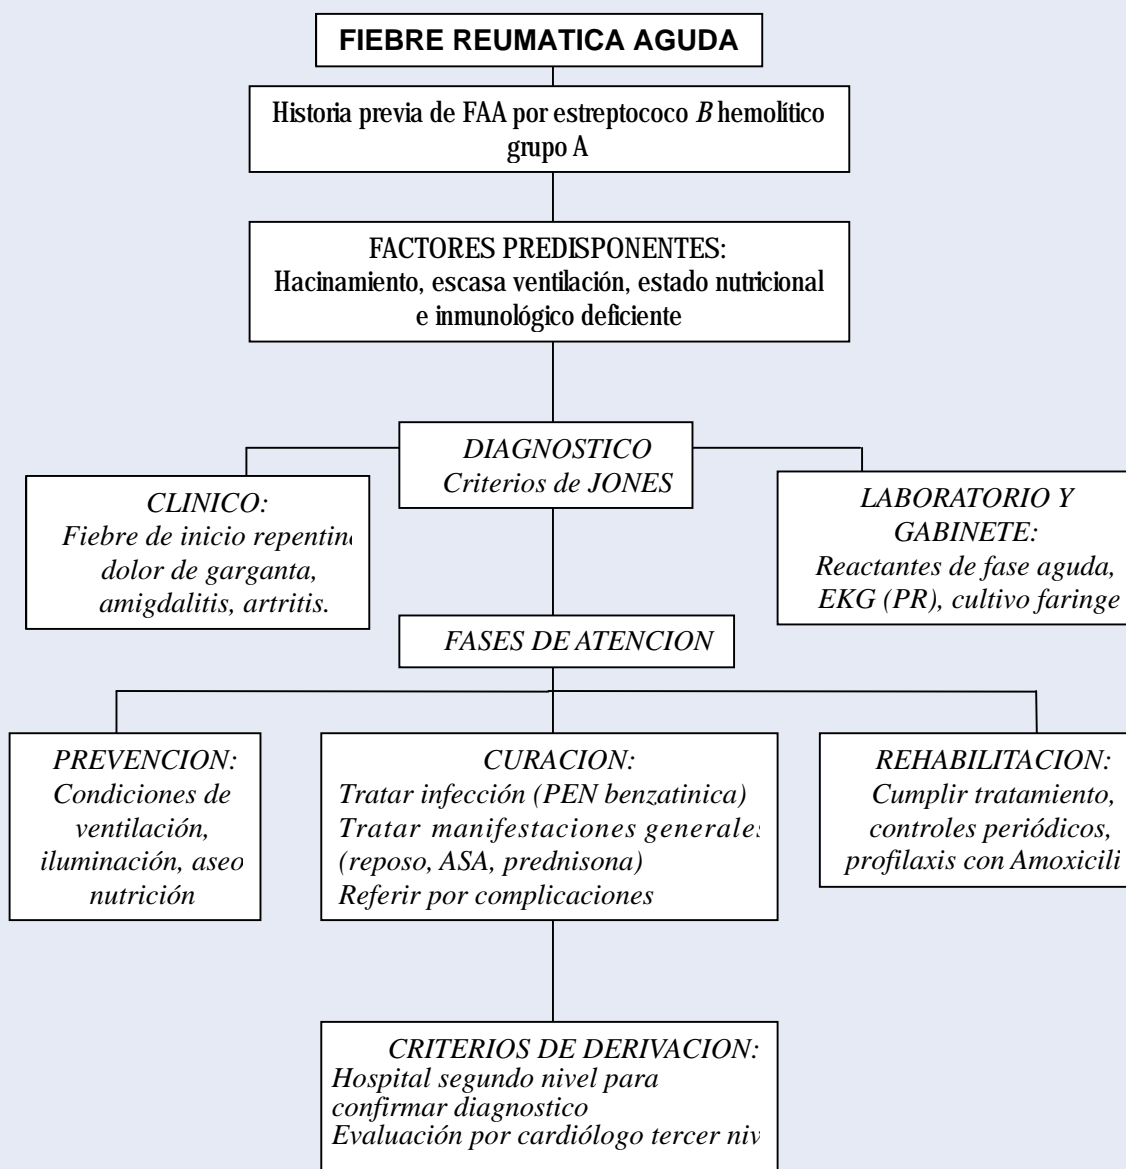 FIEBRE REUMATICA AGUDA
Historia previa de FAA por estreptococo B hemolítico
grupo A
FACTORES PREDISPONENTES:
Hacinamiento, escasa ventilación, estado nutricional
e inmunológico deficiente
DIAGNOSTICO
Criterios de JONES
CLINICO:
Fiebre de inicio repentin
dolor de garganta,
amigdalitis, artritis.
LABORATORIO Y
GABINETE:
Reactantes de fase aguda,
EKG (PR), cultivo faringe
FASES DE ATENCION
PREVENCION:
Condiciones de
ventilación,
iluminación, aseo
nutrición
CURACION:
Tratar infección (PEN benzatinica)
Tratar manifestaciones generale
(reposo, ASA, prednisona)
Referir por complicaciones
REHABILITACION:
Cumplir tratamiento,
controles periódicos,
profilaxis con Amoxicili
CRITERIOS DE DERIVACION:
Hospital segundo nivel para
confirmar diagnostico
Evaluación por cardiólogo tercer niv